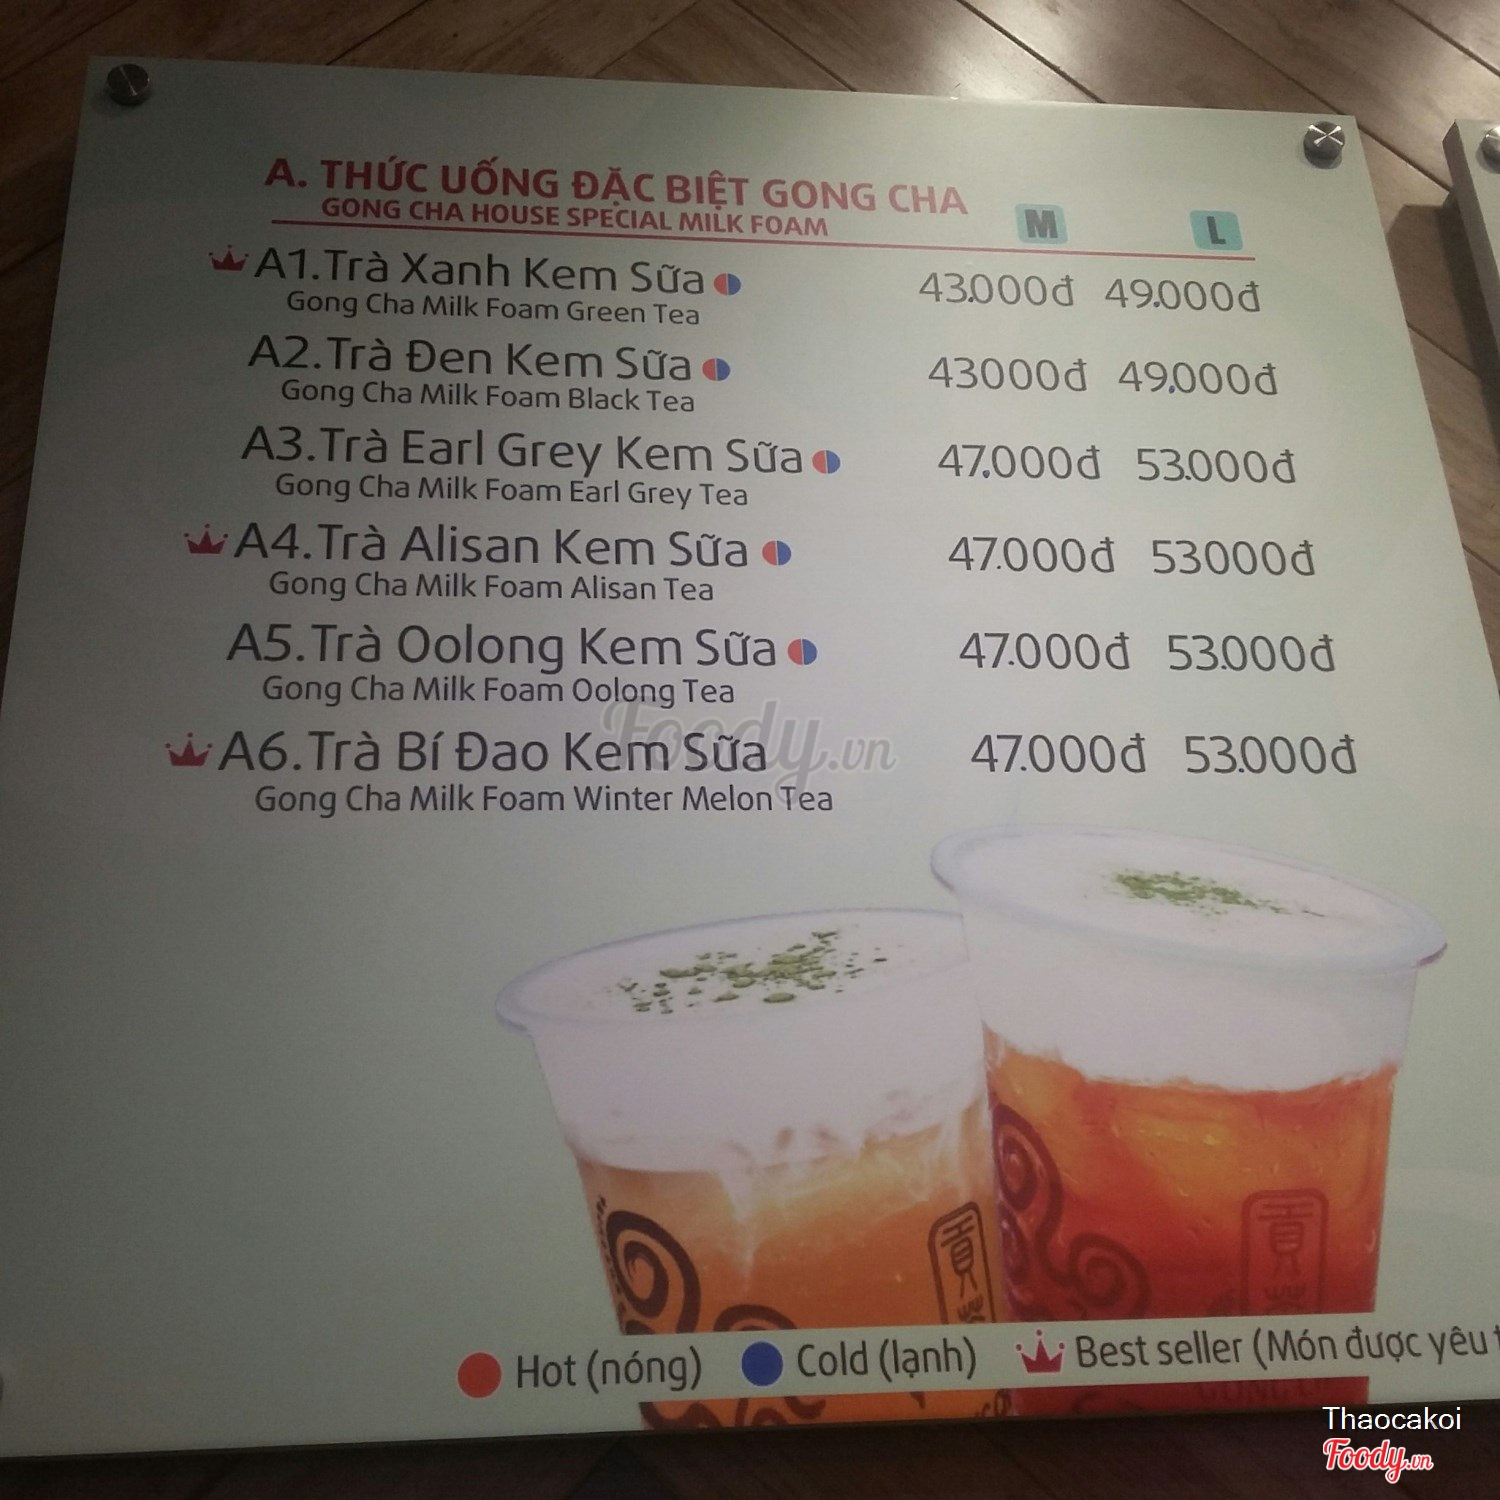 A. THỨC UỐNG ĐẶC BIỆT GONG CHA
GONG CHA HOUSE SPECIAL MILK FOAM
M L
A1.Trà Xanh Kem Sữa 43.000đ 49.000đ
Gong Cha Milk Foam Green Tea
A2.Trà Đen Kem Sữa 43000đ 49.000đ
Gong Cha Milk Foam Black Tea
A3.Trà Earl Grey Kem Sữa 47.000đ 53.000đ
Gong Cha Milk Foam Earl Grey Tea
A4.Trà Alisan Kem Sữa 47.000đ 53000đ
Gong Cha Milk Foam Alisan Tea
A5.Trà Oolong Kem Sữa 47.000đ 53.000đ
Gong Cha Milk Foam Oolong Tea
A6.Trà Bí Đao Kem Sữa 47.000đ 53.000đ
Gong Cha Milk Foam Winter Melon Tea
Foody.vn
貢 貢
Hot (nóng) Cold (lạnh) Best seller (Món được yêu
Thaocakoi
Foody.vn